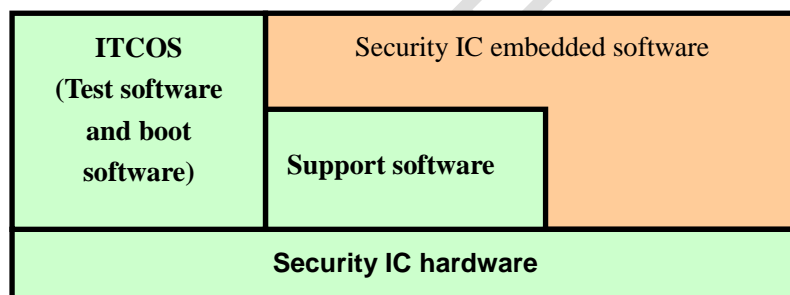 ITCOS
(Test software
and boot
software)
Security IC embedded software
Support software
Security IC hardware